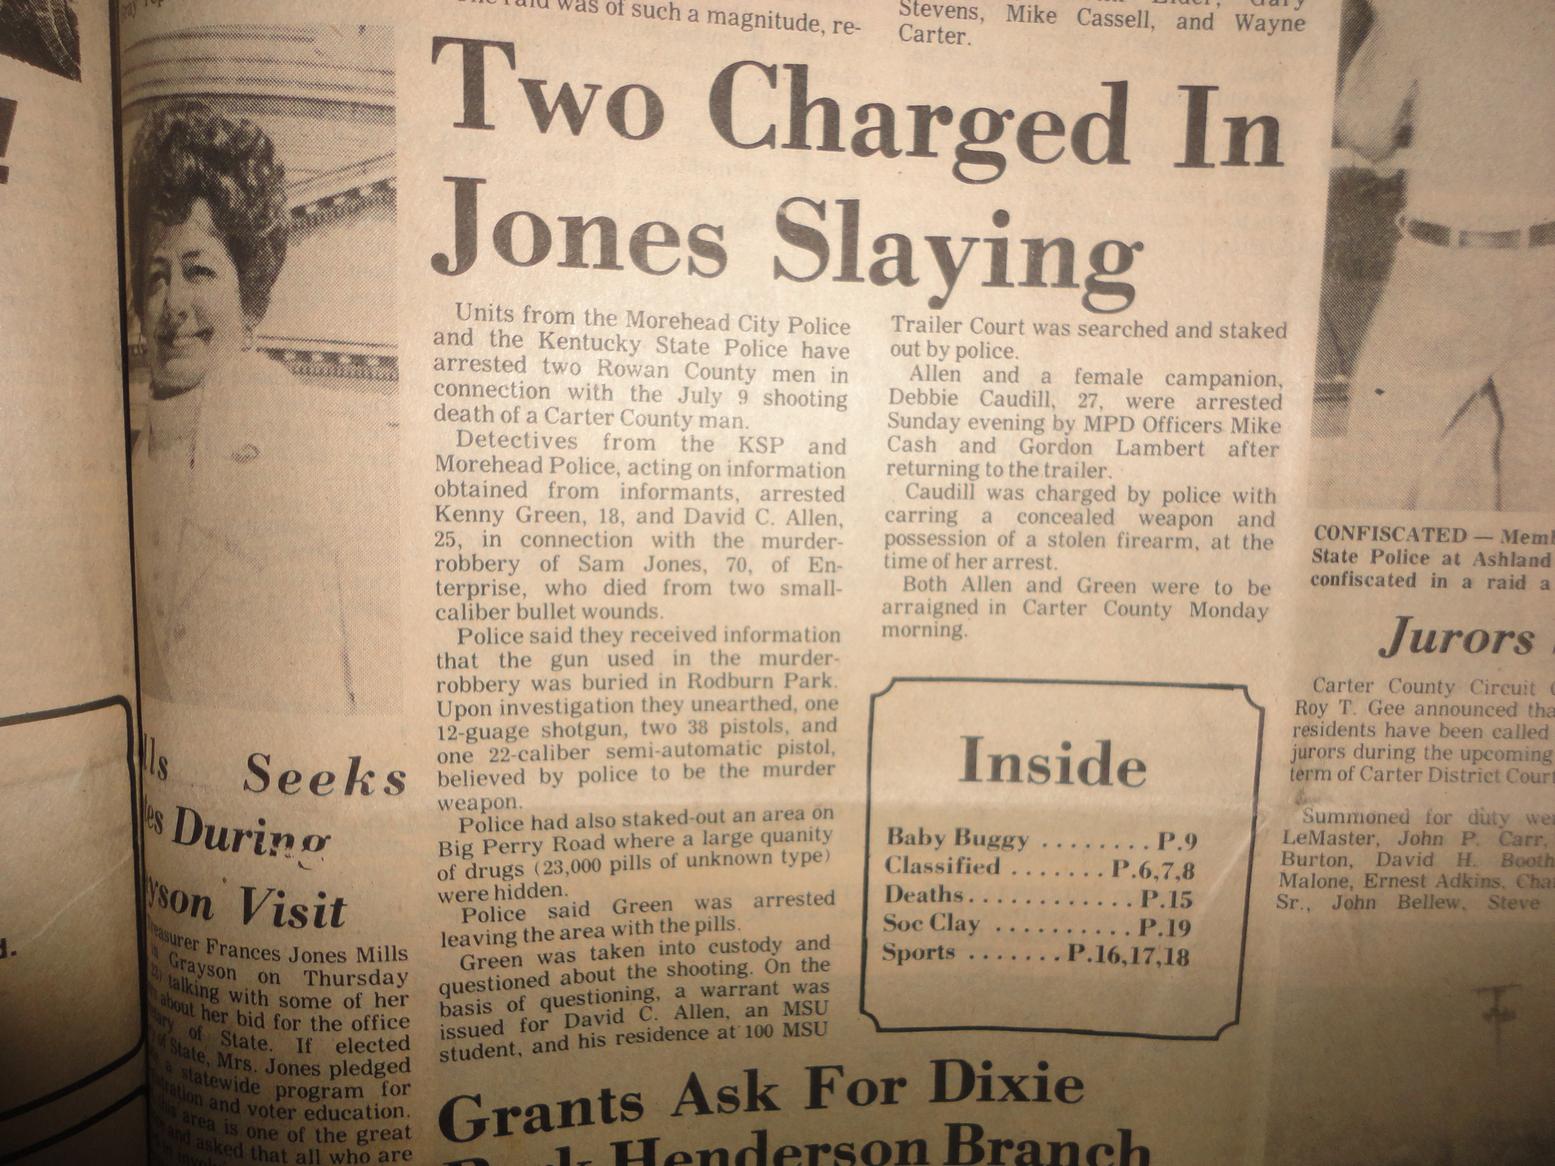 raid was of such a magnitude, re-
Stevens, Mike Cassell, and Wayne
Carter.
Two Charged In
Jones Slaying
Units from the Morehead City Police
and the Kentucky State Police have
arrested two Rowan County men in
connection with the July 9 shooting
death of a Carter County man.
Detectives from the KSP and
Morehead Police, acting on information
obtained from informants, arrested
Kenny Green, 18, and David C. Allen,
25, in connection with the murder-
robbery of Sam Jones, 70, of En-
terprise, who died from two small-
caliber bullet wounds.
Police said they received information
that the gun used in the murder-
robbery was buried in Rodburn Park.
Upon investigation they unearthed, one
12-guage shotgun, two 38 pistols, and
one 22-caliber semi-automatic pistol,
believed by police to be the murder
weapon.
Police had also staked-out an area on
Big Perry Road where a large quanity
of drugs (23,000 pills of unknown type)
were hidden.
Police said Green was arrested
leaving the area with the pills.
Green was taken into custody and
questioned about the shooting. On the
basis of questioning, a warrant was
issued for David C. Allen, an MSU
student, and his residence at 100 MSU
Trailer Court was searched and staked
out by police.
Allen and a female campanion,
Debbie Caudill, 27, were arrested
Sunday evening by MPD Officers Mike
Cash and Gordon Lambert after
returning to the trailer.
Caudill was charged by police with
carring a concealed weapon and
possession of a stolen firearm, at the
time of her arrest.
Both Allen and Green were to be
arraigned in Carter County Monday
morning.
Inside
Baby Buggy ........ P.9
Classified ....... P.6,7,8
Deaths............ P.15
Soc Clay .......... P.19
Sports ....... P.16,17,18
Grants Ask For Dixie
Henderson Branch
lls Seeks
es During
yson Visit
easurer Frances Jones Mills
in Grayson on Thursday
talking with some of her
about her bid for the office
of State. If elected
of State, Mrs. Jones pledged
a statewide program for
and voter education.
this area is one of the great
and asked that all who are
CONFISCATED — Memb
State Police at Ashland
confiscated in a raid a
Jurors
Carter County Circuit C
Roy T. Gee announced tha
residents have been called
jurors during the upcoming
term of Carter District Court
Summoned for duty wer
LeMaster, John P. Carr,
Burton, David H. Booth
Malone, Ernest Adkins, Cha
Sr., John Bellew, Steve